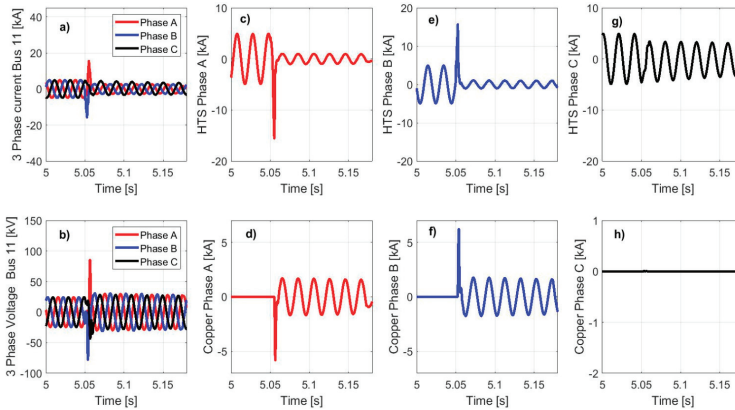 3 Phase current Bus 11 [kA]
40
20
0
-20
-40
a)
Phase A
Phase B
Phase C
5
5.05
5.1
5.15
Time [s]
HTS Phase A [kA]
20
10
0
-10
-20
c)
5
5.05
5.1
5.15
Time [s]
HTS Phase B [kA]
20
10
0
-10
-20
e)
5
5.05
5.1
5.15
Time [s]
HTS Phase C [kA]
10
0
-10
-20
g)
5
5.05
5.1
5.15
Time [s]
3 Phase Voltage Bus 11 [kV]
150
100
50
0
-50
-100
b)
Phase A
Phase B
Phase C
5
5.05
5.1
5.15
Time [s]
Copper Phase A [kA]
5
0
-5
d)
5
5.05
5.1
5.15
Time [s]
Copper Phase B [kA]
5
0
-5
f)
5
5.05
5.1
5.15
Time [s]
Copper Phase C [kA]
1
0
-1
-2
h)
5
5.05
5.1
5.15
Time [s]